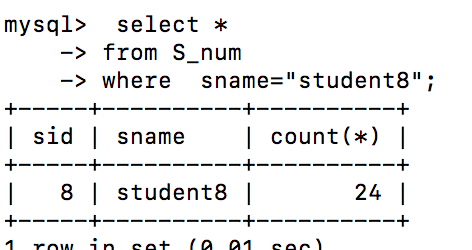 mysql>  select *
    -> from S_num
    -> where  sname="student8";
+-----+----------+----------+
| sid | sname    | count(*) |
+-----+----------+----------+
|   8 | student8 |       24 |
+-----+----------+----------+
1 row in set (0.01 sec)